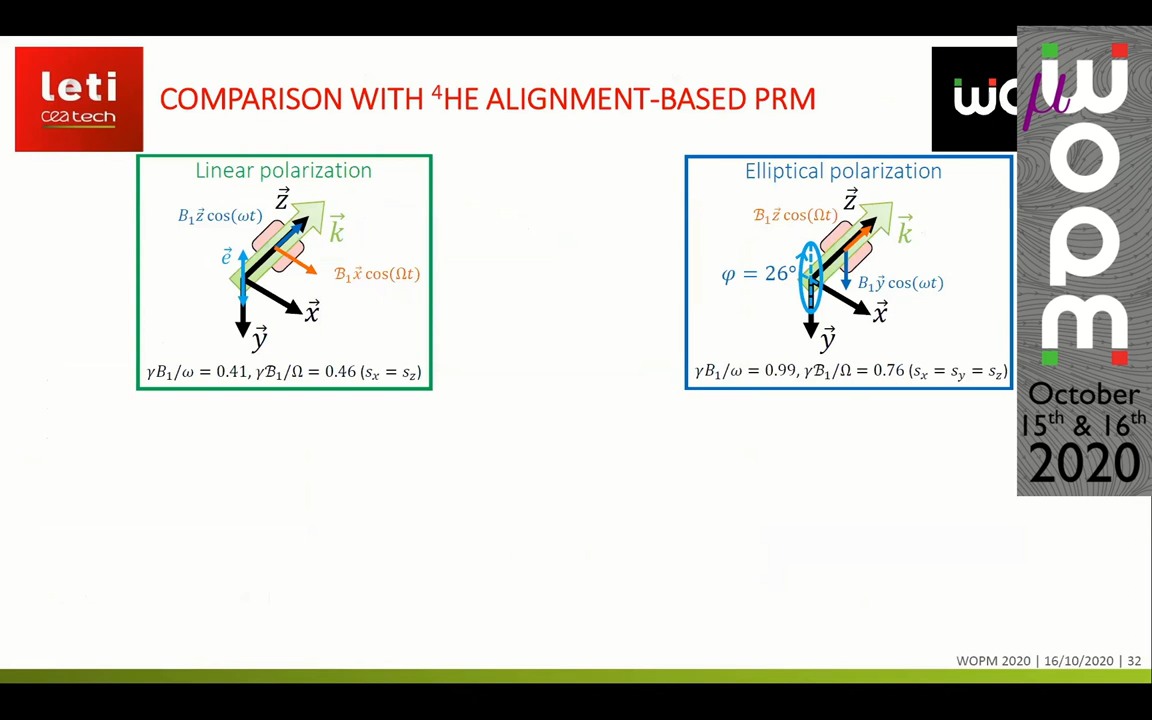 leti
cea tech
COMPARISON WITH ⁴HE ALIGNMENT-BASED PRM
Linear polarization
B₁z⃗ cos(ωt)
z⃗
k⃗
e⃗
ℬ₁x⃗ cos(Ωt)
x⃗
y⃗
γB₁/ω = 0.41, γℬ₁/Ω = 0.46 (sₓ = s_z)
Elliptical polarization
ℬ₁z⃗ cos(Ωt)
z⃗
k⃗
φ = 26°
B₁y⃗ cos(ωt)
x⃗
y⃗
γB₁/ω = 0.99, γℬ₁/Ω = 0.76 (sₓ = s_y = s_z)
μ
wopm
October
15th & 16th
2020
WOPM 2020 | 16/10/2020 | 32